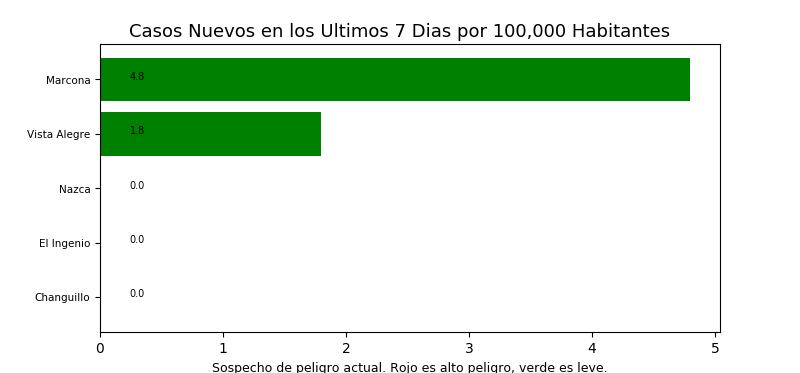 Casos Nuevos en los Ultimos 7 Dias por 100,000 Habitantes
Marcona 4.8
Vista Alegre 1.8
Nazca 0.0
El Ingenio 0.0
Changuillo 0.0
0 1 2 3 4 5
Sospecho de peligro actual. Rojo es alto peligro, verde es leve.